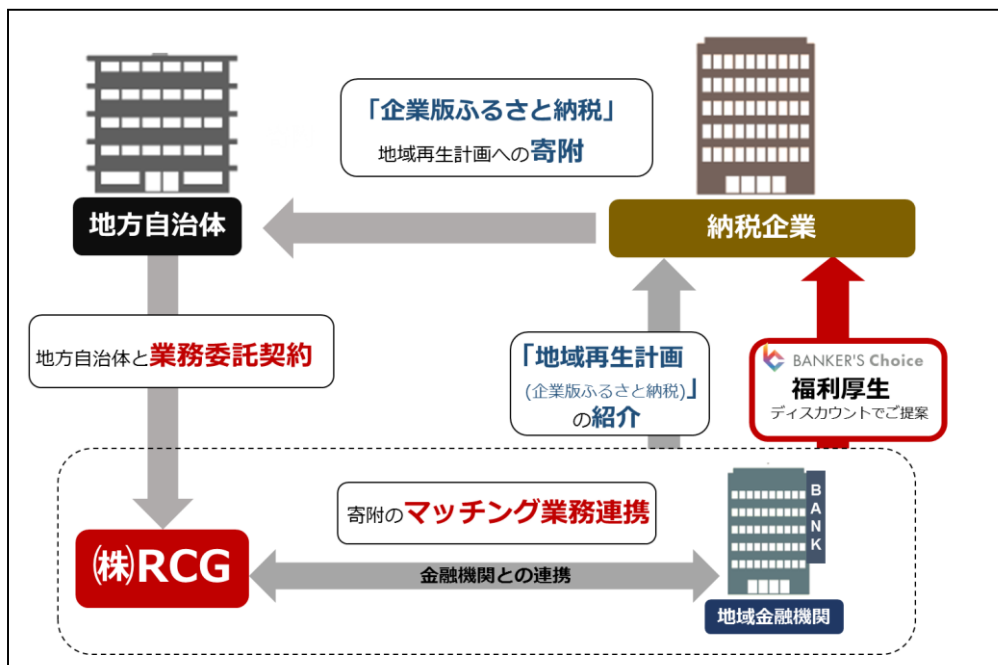 「企業版ふるさと納税」
地域再生計画への寄附
地方自治体
納税企業
地方自治体と業務委託契約
「地域再生計画
(企業版ふるさと納税)」
の紹介
BANKER'S Choice
福利厚生
ディスカウントでご提案
寄附のマッチング業務連携
㈱RCG
金融機関との連携
BANK
地域金融機関